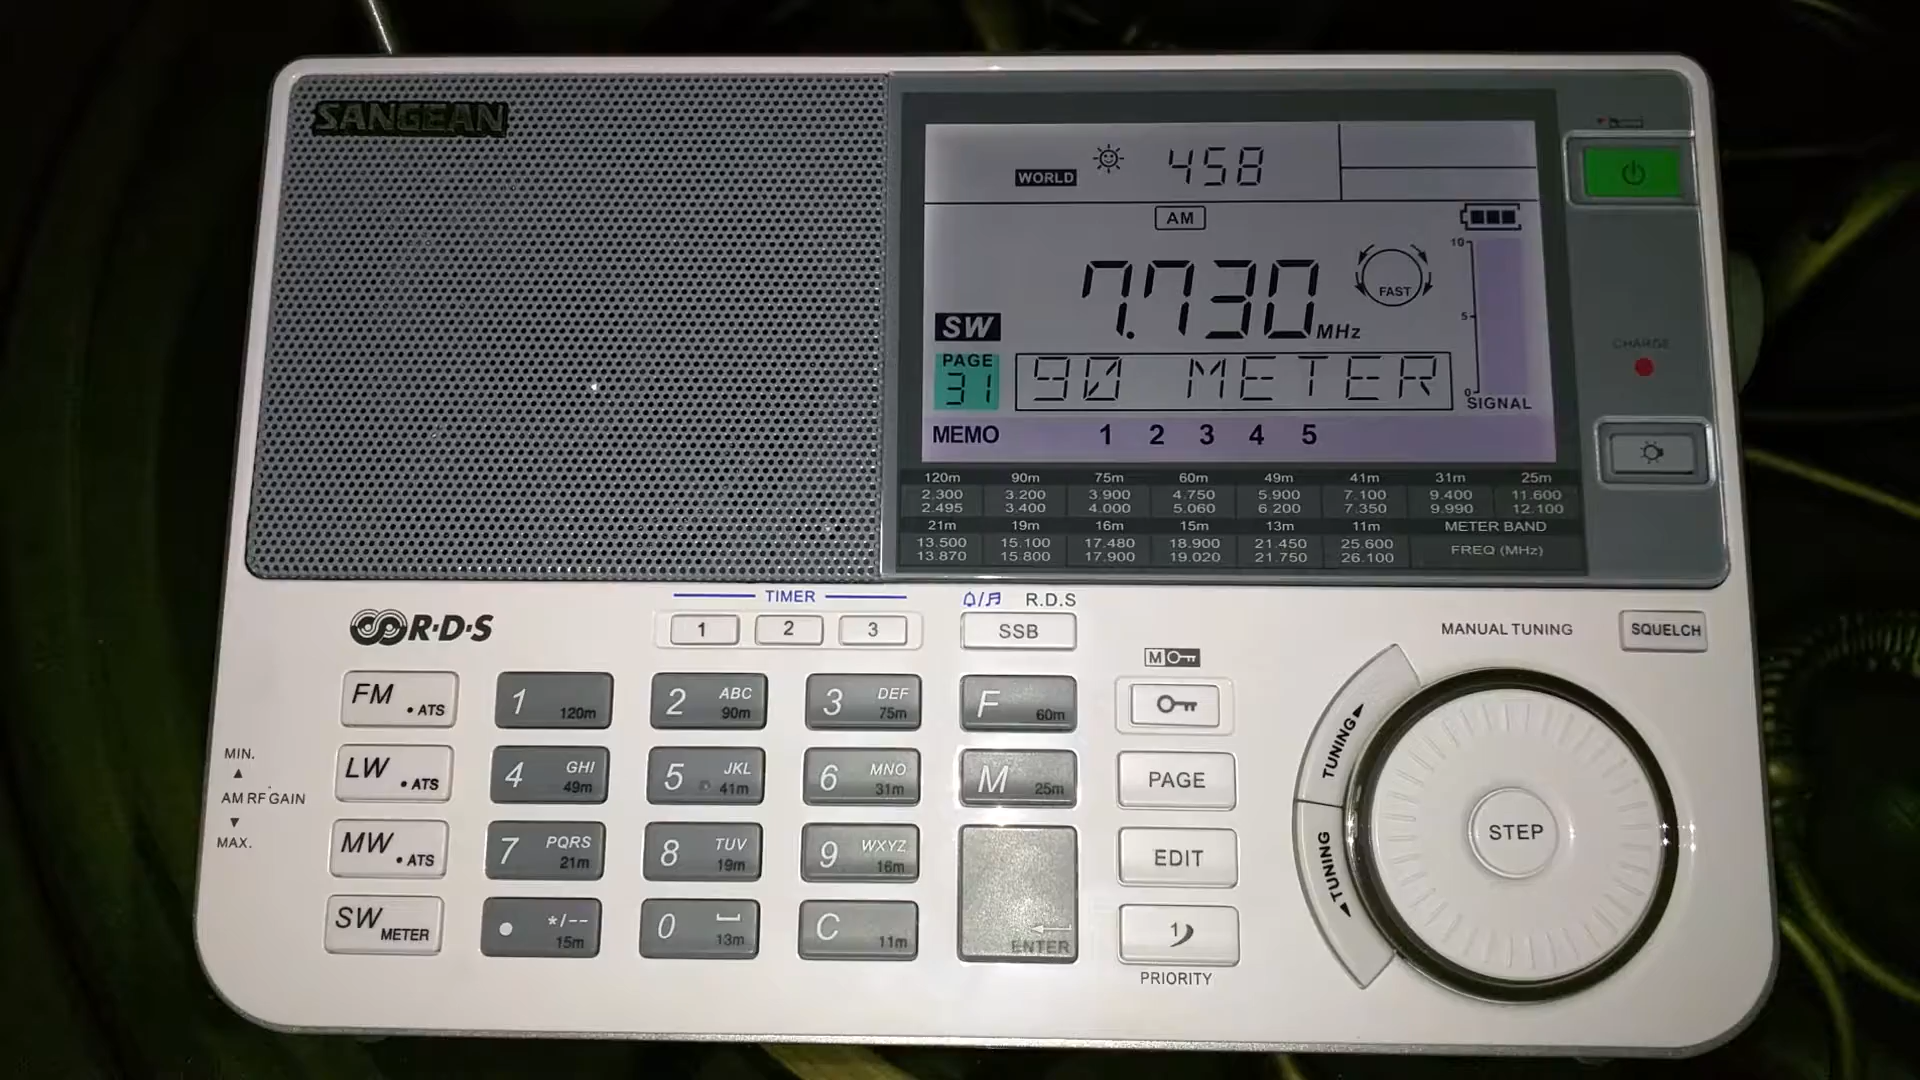 SANGEAN
WORLD 458
AM
7.730 MHz
FAST
10
5
0
SIGNAL
SW
PAGE
31
90 METER
MEMO 1 2 3 4 5
120m 90m 75m 60m 49m 41m 31m 25m
2.300 3.200 3.900 4.750 5.900 7.100 9.400 11.600
2.495 3.400 4.000 5.060 6.200 7.350 9.990 12.100
21m 19m 16m 15m 13m 11m METER BAND
13.500 15.100 17.480 18.900 21.450 25.600 FREQ (MHz)
13.870 15.800 17.900 19.020 21.750 26.100
CHARGE
TIMER
1 2 3
R.D.S
SSB
R·D·S
MANUAL TUNING
SQUELCH
FM • ATS
1 120m
2 ABC 90m
3 DEF 75m
F 60m
M
LW • ATS
4 GHI 49m
5 JKL 41m
6 MNO 31m
M 25m
PAGE
MW • ATS
7 PQRS 21m
8 TUV 19m
9 WXYZ 16m
ENTER
EDIT
SW METER
• */-- 15m
0 13m
C 11m
1
PRIORITY
MIN.
AM RF GAIN
MAX.
TUNING
TUNING
STEP